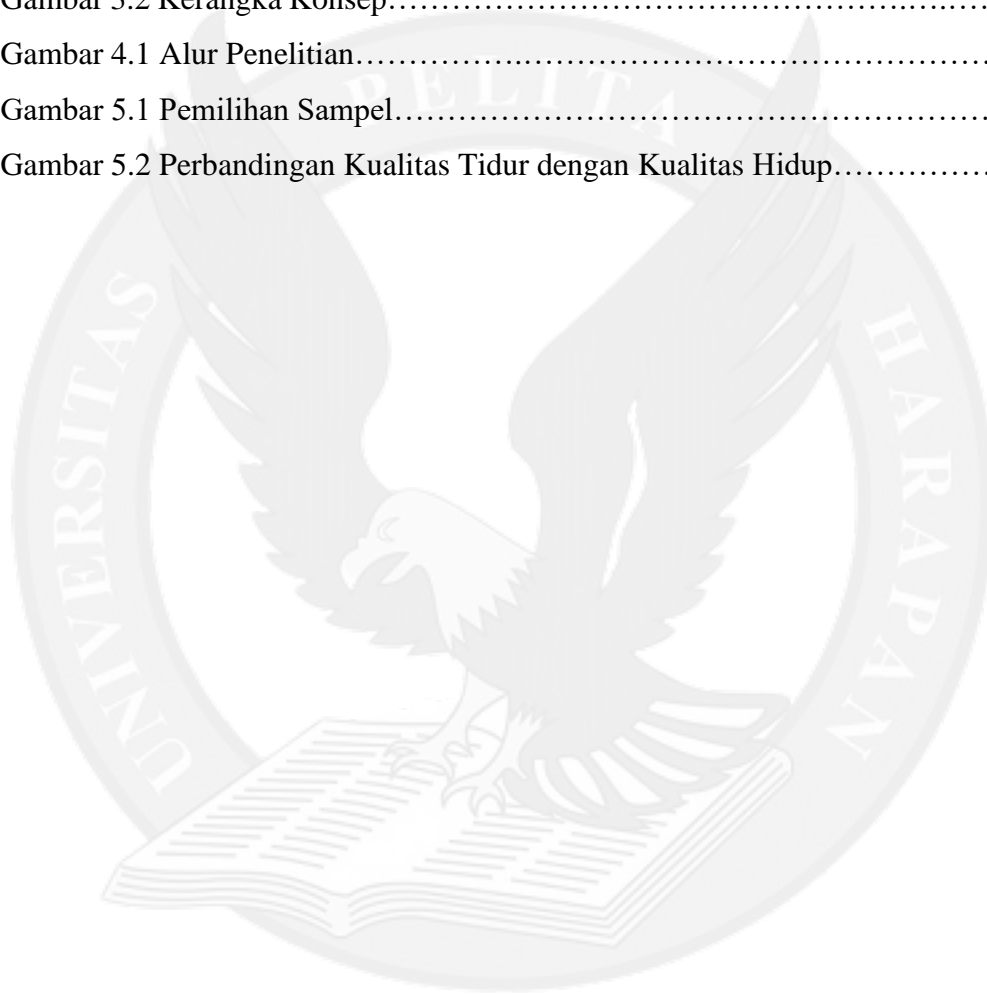 Gambar 3.2 Kerangka Konsep……………………………………………….….…
Gambar 4.1 Alur Penelitian…………….……………………………………………
Gambar 5.1 Pemilihan Sampel………………………………………………………
Gambar 5.2 Perbandingan Kualitas Tidur dengan Kualitas Hidup……………
UNIVERSITAS PELITA HARAPAN